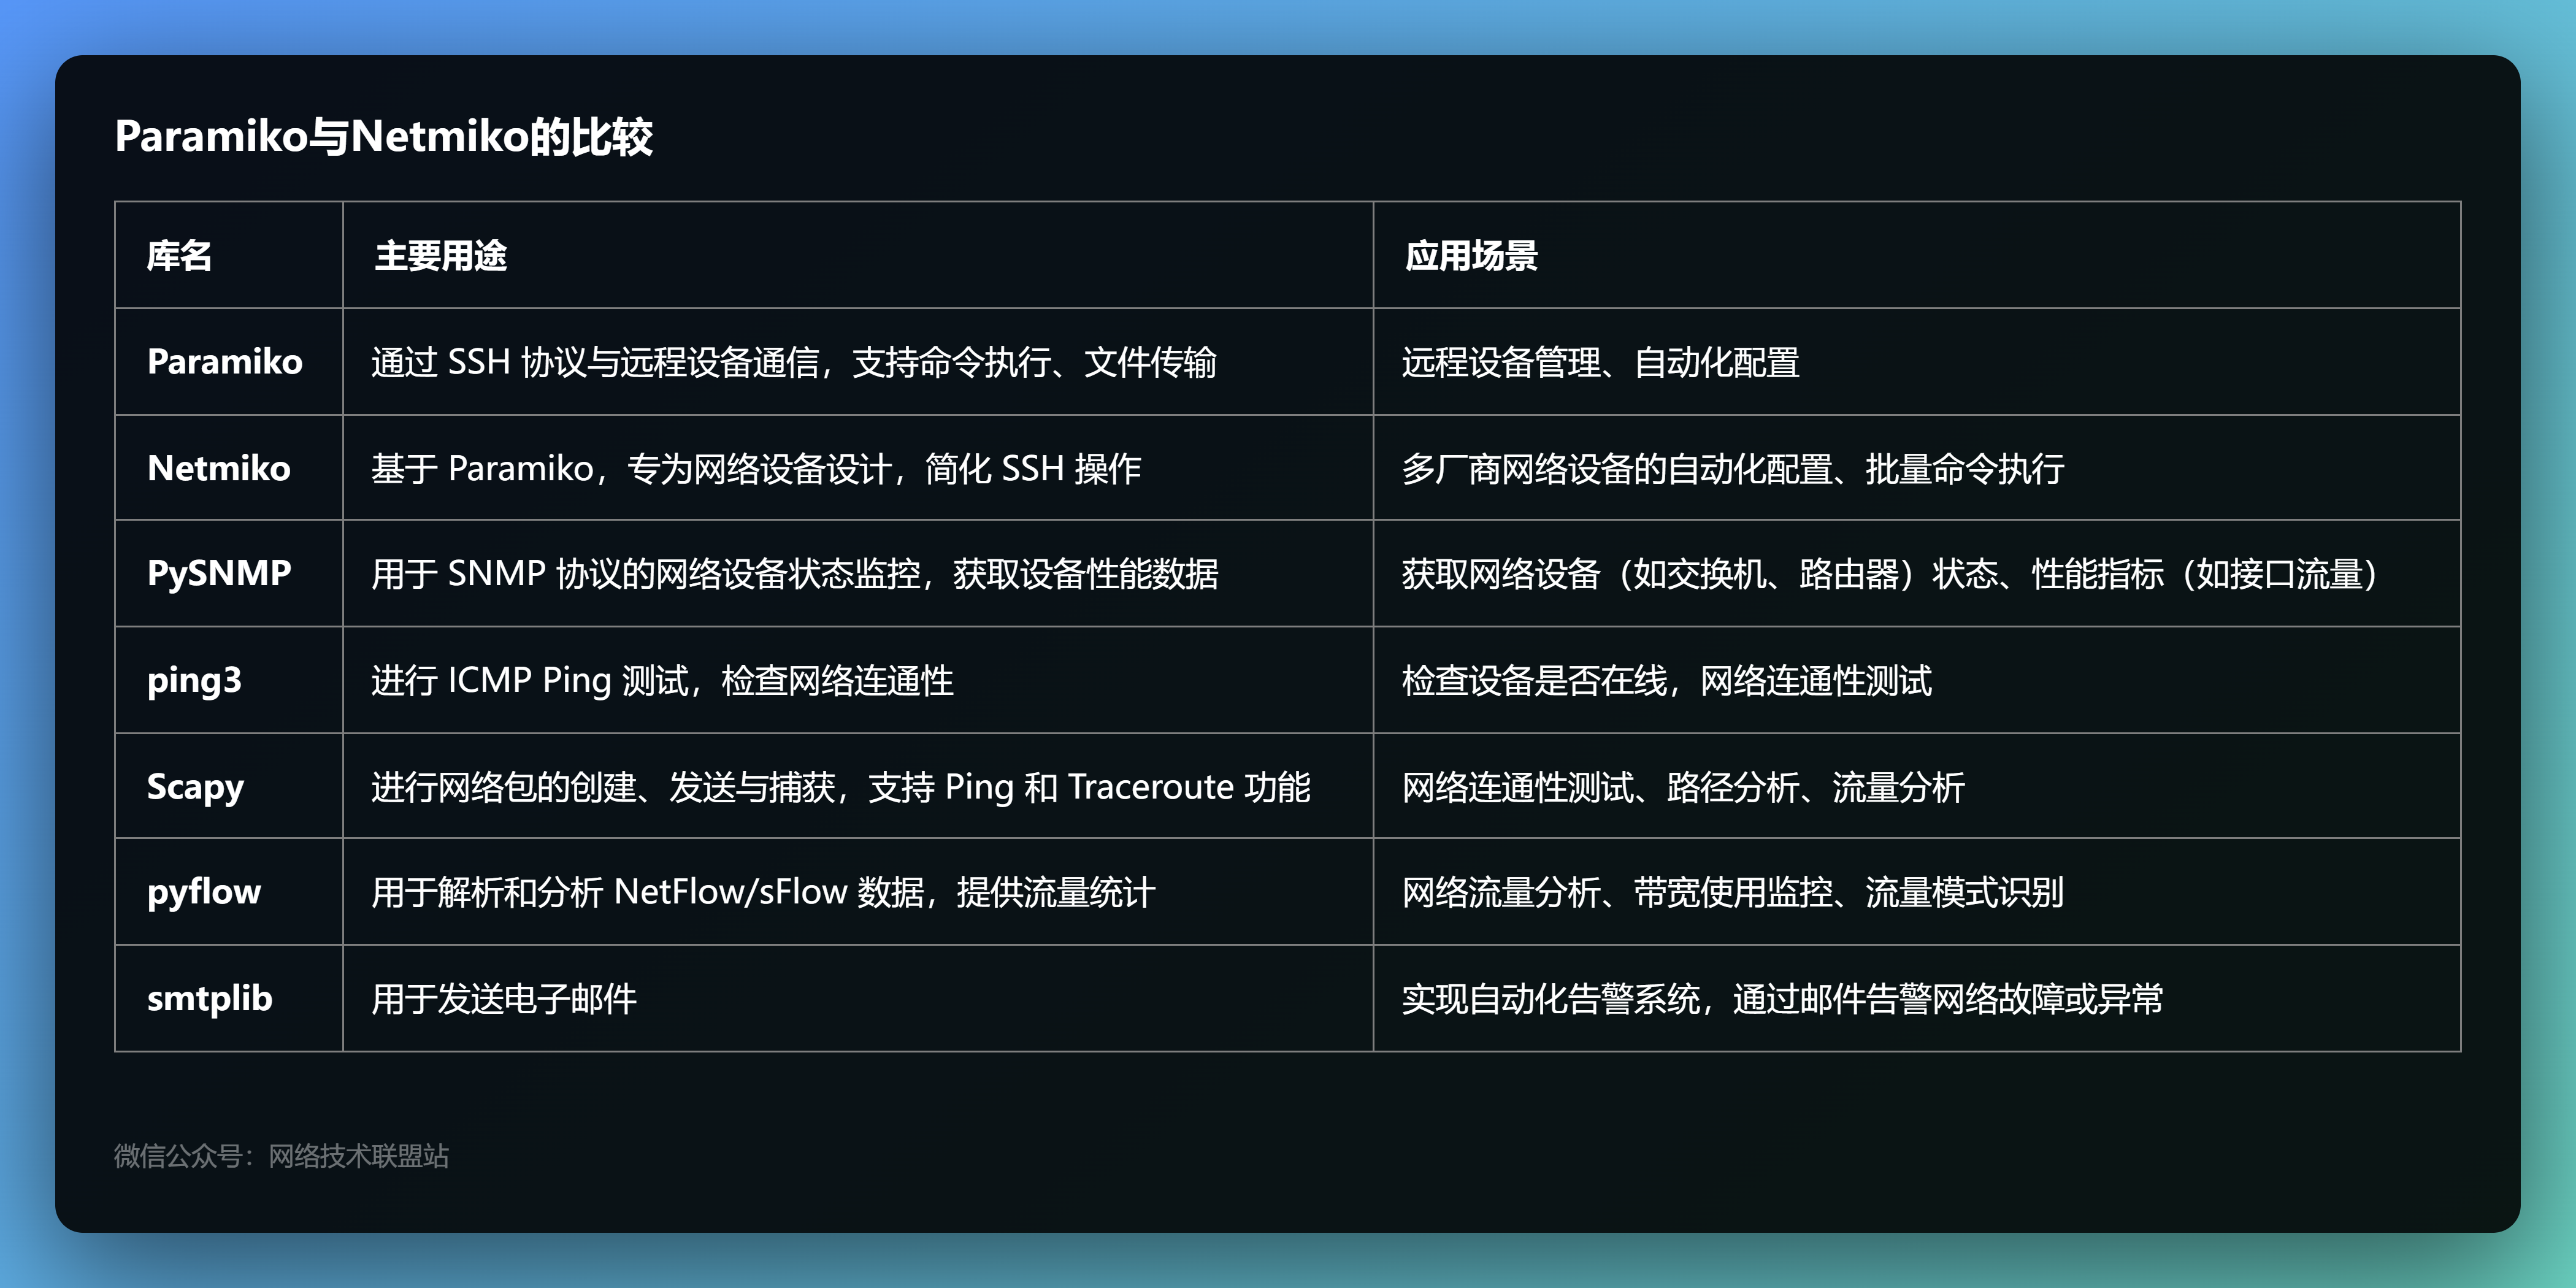 Paramiko与Netmiko的比较
库名 主要用途 应用场景
Paramiko 通过 SSH 协议与远程设备通信，支持命令执行、文件传输 远程设备管理、自动化配置
Netmiko 基于 Paramiko，专为网络设备设计，简化 SSH 操作 多厂商网络设备的自动化配置、批量命令执行
PySNMP 用于 SNMP 协议的网络设备状态监控，获取设备性能数据 获取网络设备（如交换机、路由器）状态、性能指标（如接口流量）
ping3 进行 ICMP Ping 测试，检查网络连通性 检查设备是否在线，网络连通性测试
Scapy 进行网络包的创建、发送与捕获，支持 Ping 和 Traceroute 功能 网络连通性测试、路径分析、流量分析
pyflow 用于解析和分析 NetFlow/sFlow 数据，提供流量统计 网络流量分析、带宽使用监控、流量模式识别
smtplib 用于发送电子邮件 实现自动化告警系统，通过邮件告警网络故障或异常
微信公众号：网络技术联盟站